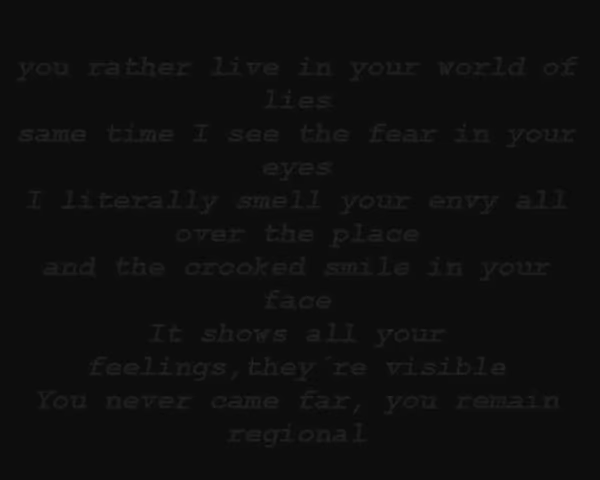 you rather live in your world of
lies
same time I see the fear in your
eyes
I literally smell your envy all
over the place
and the crooked smile in your
face
It shows all your
feelings,they´re visible
You never came far, you remain
regional